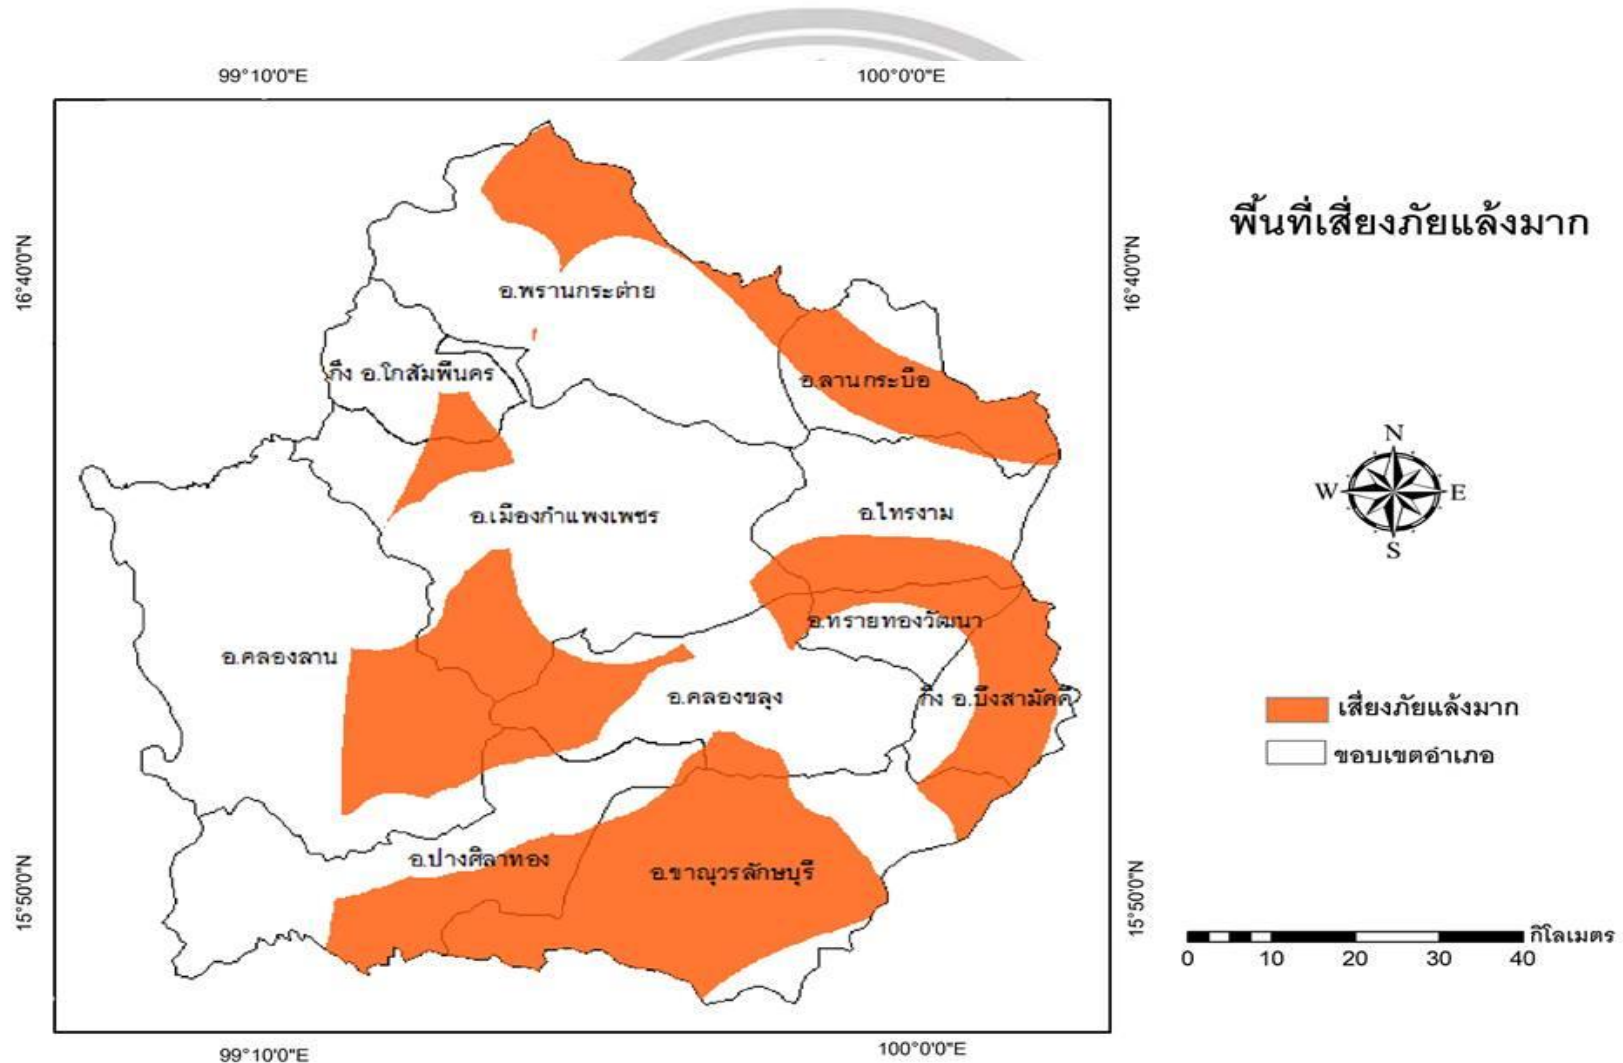 99°10'0"E
100°0'0"E
16°40'0"N
16°40'0"N
พื้นที่เสี่ยงภัยแล้งมาก
อ.พรานกระต่าย
กิ่ง อ.โกสัมพีนคร
อ.ลานกระบือ
N
W
E
S
อ.เมืองกำแพงเพชร
อ.ไทรงาม
อ.ทรายทองวัฒนา
อ.คลองลาน
อ.คลองขลุง
กิ่ง อ.บึงสามัคคี
เสี่ยงภัยแล้งมาก
ขอบเขตอำเภอ
อ.ปางศิลาทอง
อ.ขาณุวรลักษบุรี
15°50'0"N
15°50'0"N
กิโลเมตร
0 10 20 30 40
99°10'0"E
100°0'0"E